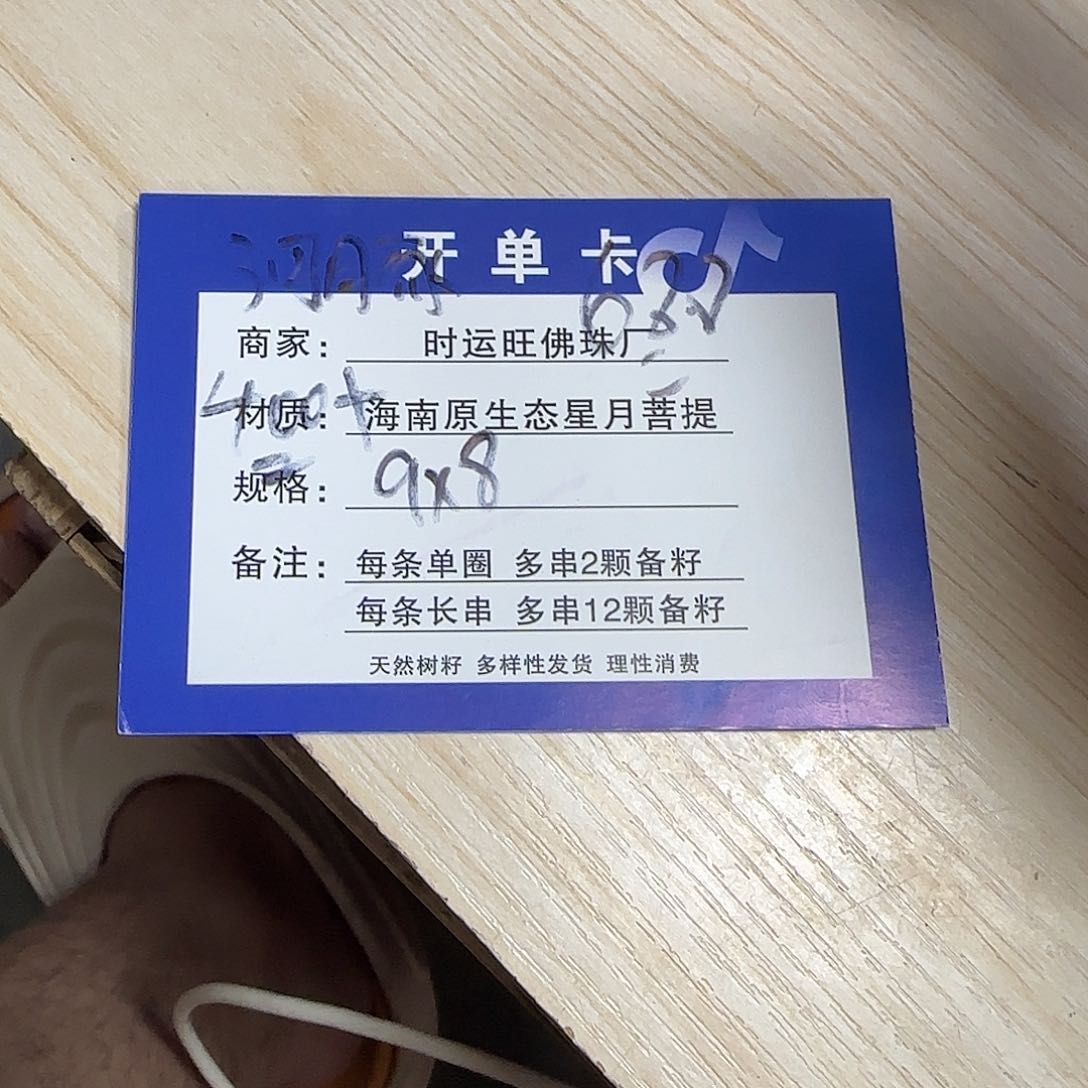 开单卡
商家：时运旺佛珠厂
400+
材质：海南原生态星月菩提
规格：9x8
备注：每条单圈 多串2颗备籽
每条长串 多串12颗备籽
天然树籽 多样性发货 理性消费